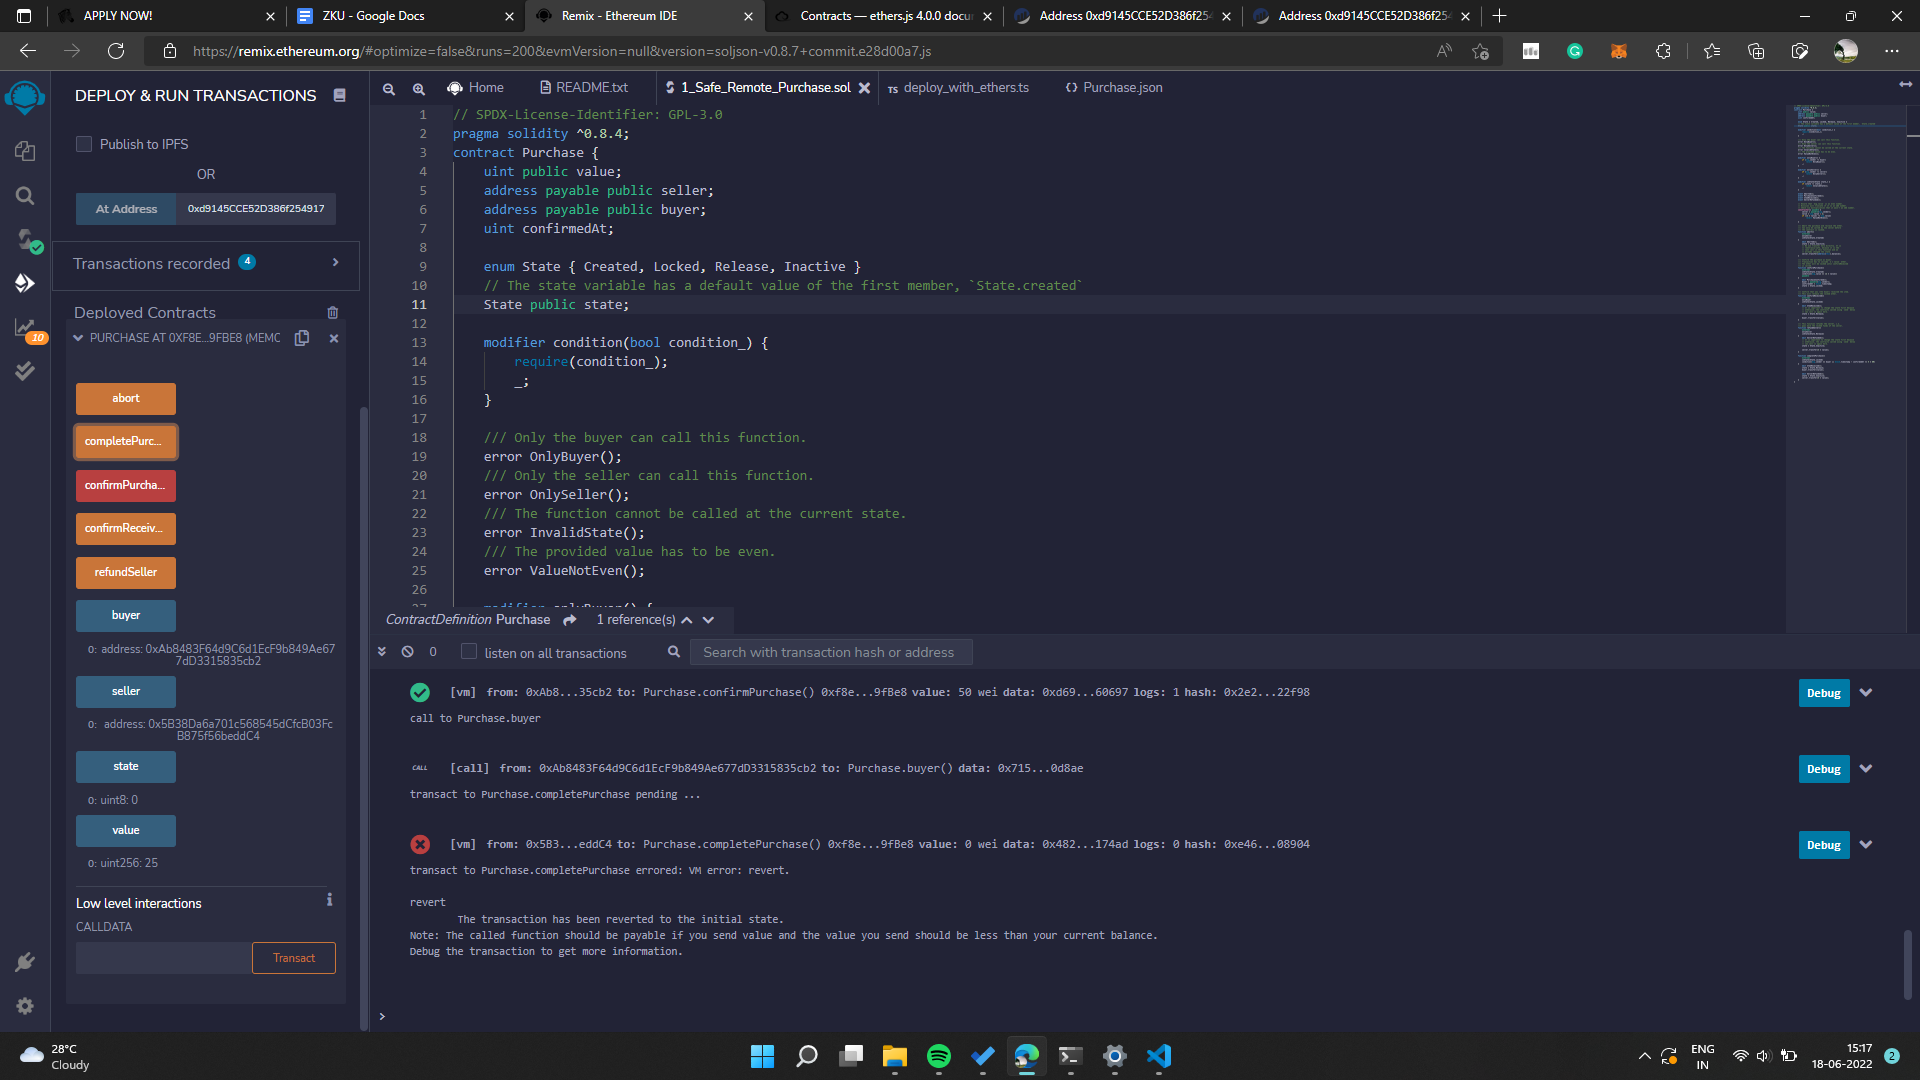 APPLY NOW!
ZKU - Google Docs
Remix - Ethereum IDE
Contracts — ethers.js 4.0.0 docu
Address 0xd9145CCE52D386f254
Address 0xd9145CCE52D386f254
https://remix.ethereum.org/#optimize=false&runs=200&evmVersion=null&version=soljson-v0.8.7+commit.e28d00a7.js
DEPLOY & RUN TRANSACTIONS
Publish to IPFS
OR
At Address
0xd9145CCE52D386f254917
Transactions recorded 4
Deployed Contracts
PURCHASE AT 0XF8E...9FBE8 (MEMC
10
abort
completePurc...
confirmPurcha...
confirmReceiv...
refundSeller
buyer
0: address: 0xAb8483F64d9C6d1EcF9b849Ae67
7dD3315835cb2
seller
0: address: 0x5B38Da6a701c568545dCfcB03Fc
B875f56beddC4
state
0: uint8: 0
value
0: uint256: 25
Low level interactions
CALLDATA
Transact
Home
README.txt
1_Safe_Remote_Purchase.sol
TS deploy_with_ethers.ts
Purchase.json
1 // SPDX-License-Identifier: GPL-3.0
2 pragma solidity ^0.8.4;
3 contract Purchase {
4 uint public value;
5 address payable public seller;
6 address payable public buyer;
7 uint confirmedAt;
8
9 enum State { Created, Locked, Release, Inactive }
10 // The state variable has a default value of the first member, `State.created`
11 State public state;
12
13 modifier condition(bool condition_) {
14 require(condition_);
15 _;
16 }
17
18 /// Only the buyer can call this function.
19 error OnlyBuyer();
20 /// Only the seller can call this function.
21 error OnlySeller();
22 /// The function cannot be called at the current state.
23 error InvalidState();
24 /// The provided value has to be even.
25 error ValueNotEven();
26
27 modifier onlyBuyer() {
ContractDefinition Purchase 1 reference(s)
0
listen on all transactions
Search with transaction hash or address
[vm] from: 0xAb8...35cb2 to: Purchase.confirmPurchase() 0xf8e...9fBe8 value: 50 wei data: 0xd69...60697 logs: 1 hash: 0x2e2...22f98
Debug
call to Purchase.buyer
CALL [call] from: 0xAb8483F64d9C6d1EcF9b849Ae677dD3315835cb2 to: Purchase.buyer() data: 0x715...0d8ae
Debug
transact to Purchase.completePurchase pending ...
[vm] from: 0x5B3...eddC4 to: Purchase.completePurchase() 0xf8e...9fBe8 value: 0 wei data: 0x482...174ad logs: 0 hash: 0xe46...08904
Debug
transact to Purchase.completePurchase errored: VM error: revert.
revert
The transaction has been reverted to the initial state.
Note: The called function should be payable if you send value and the value you send should be less than your current balance.
Debug the transaction to get more information.
>
28°C
Cloudy
ENG
IN
15:17
18-06-2022
2